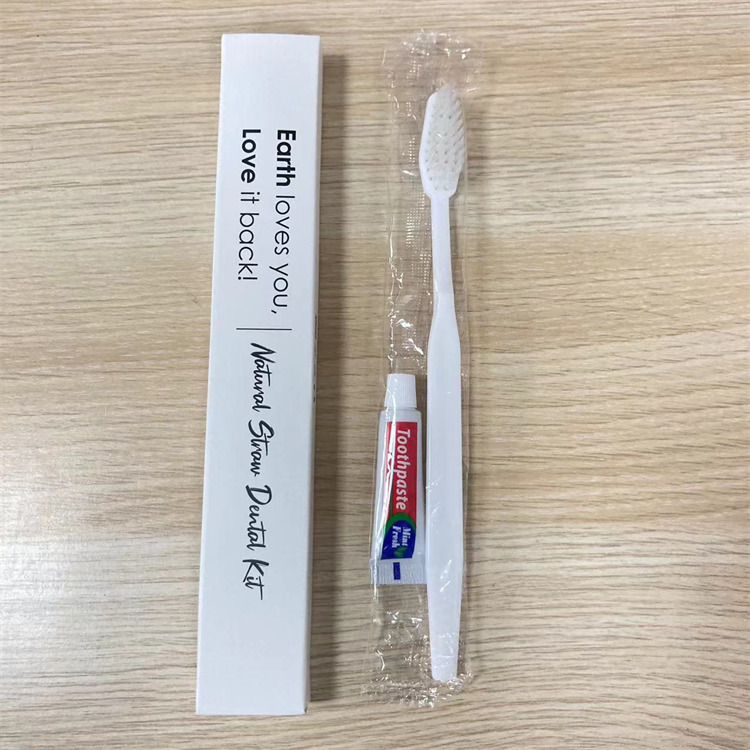 Earth loves you,
Love it back!
Natural Straw Dental Kit
Toothpaste
Mint
Fresh